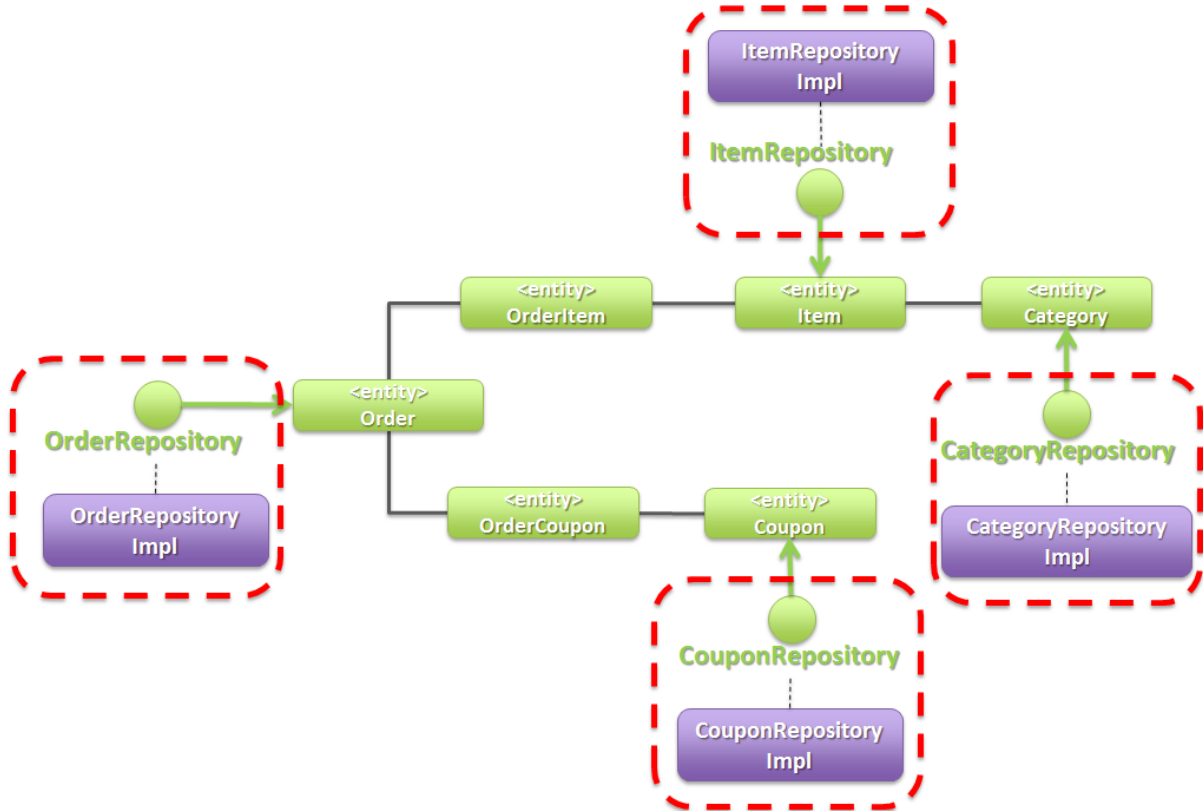 ItemRepository
Impl
ItemRepository
<entity>
OrderItem
<entity>
Item
<entity>
Category
<entity>
Order
OrderRepository
OrderRepository
Impl
CategoryRepository
CategoryRepository
Impl
<entity>
OrderCoupon
<entity>
Coupon
CouponRepository
CouponRepository
Impl